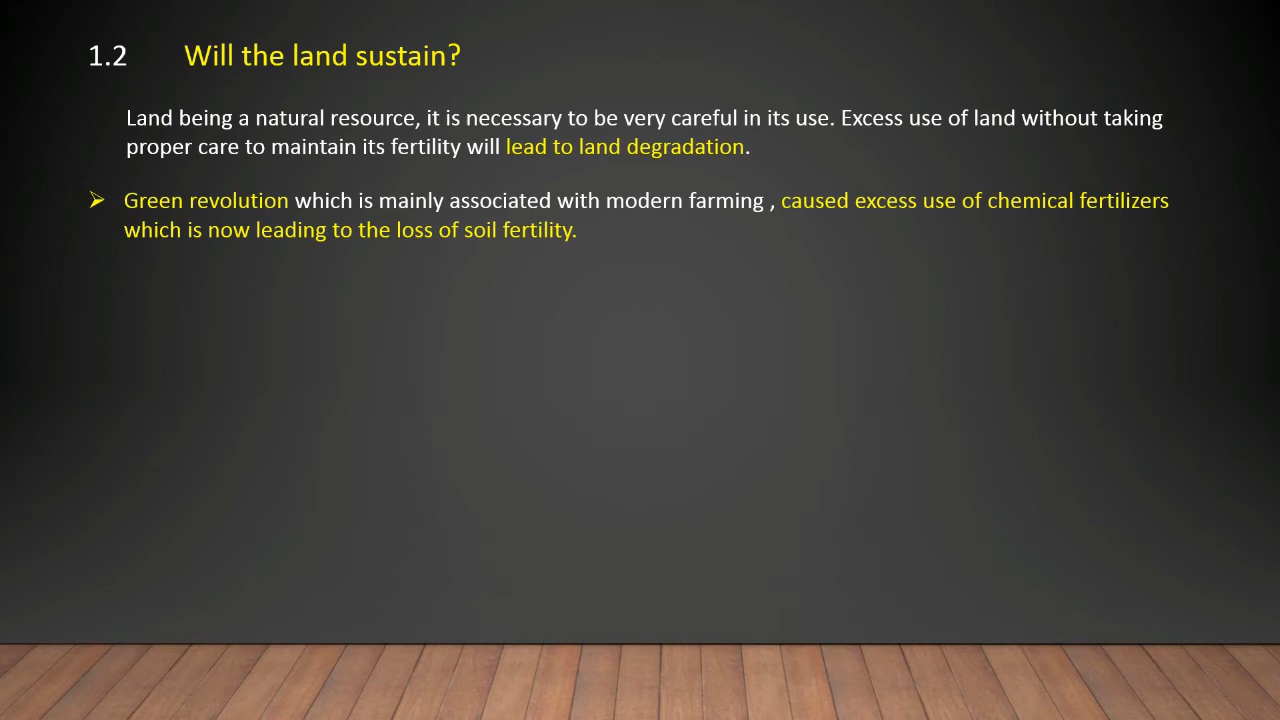 1.2 Will the land sustain?
Land being a natural resource, it is necessary to be very careful in its use. Excess use of land without taking
proper care to maintain its fertility will lead to land degradation.
Green revolution which is mainly associated with modern farming , caused excess use of chemical fertilizers
which is now leading to the loss of soil fertility.